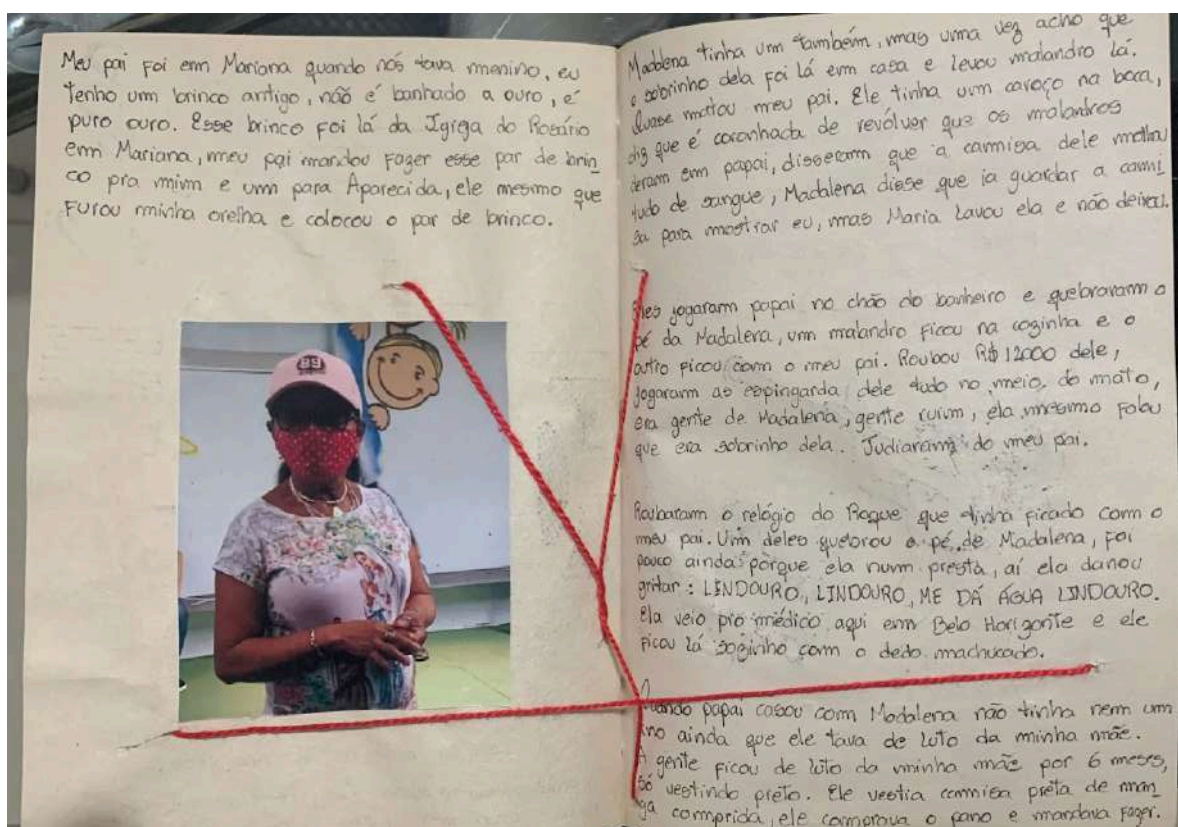 Meu pai foi em Mariana quando nós tava menino, eu
tenho um brinco antigo, não é banhado a ouro, é
puro ouro. Esse brinco foi lá da Igreja do Rosário
em Mariana, meu pai mandou fazer esse par de brin
co pra mim e um para Aparecida, ele mesmo que
furou minha orelha e colocou o par de brinco.
89
Madalena tinha um também, mas uma vez acho que
o sobrinho dela foi lá em casa e levou malandro lá.
Quase matou meu pai. Ele tinha um caroço na boca,
diz que é coronhada de revólver que os malandros
deram em papai, disseram que a camisa dele molhou
tudo de sangue, Madalena disse que ia guardar a cami
sa para mostrar eu, mas Maria lavou ela e não deixou.
Eles jogaram papai no chão do banheiro e quebraram o
pé da Madalena, um malandro ficou na cozinha e o
outro ficou com o meu pai. Roubou R$ 12000 dele,
jogaram as espingarda dele tudo no meio do mato,
era gente de Madalena, gente ruim, ela mesmo falou
que era sobrinho dela. Judiaram do meu pai.
Roubaram o relógio do Roque que tinha ficado com o
meu pai. Um deles quebrou o pé de Madalena, foi
pouco ainda porque ela num presta, aí ela danou
gritar: LINDOURO, LINDOURO, ME DÁ ÁGUA LINDOURO.
Ela veio pro médico aqui em Belo Horizonte e ele
ficou lá sozinho com o dedo machucado.
Quando papai casou com Madalena não tinha nem um
ano ainda que ele tava de luto da minha mãe.
A gente ficou de luto da minha mãe por 6 meses,
só vestindo preto. Ele vestia camisa preta de man
ga comprida, ele comprava o pano e mandava fazer.